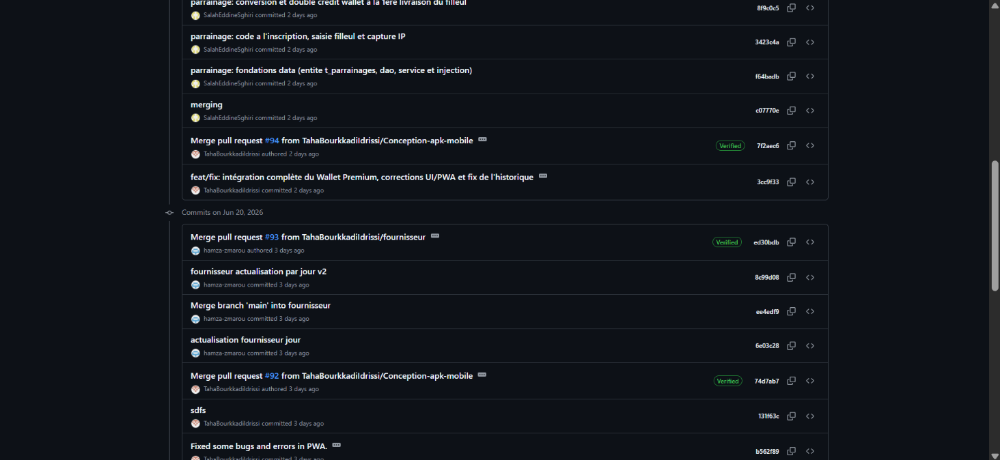 parrainage: conversion et double credit wallet a la 1ere livraison du filleul
SalahEddineSghiri committed 2 days ago
8f9c0c5
parrainage: code a l'inscription, saisie filleul et capture IP
SalahEddineSghiri committed 2 days ago
3423c4a
parrainage: fondations data (entite t_parrainages, dao, service et injection)
SalahEddineSghiri committed 2 days ago
f64badb
merging
SalahEddineSghiri committed 2 days ago
c07770e
Merge pull request #94 from TahaBourkkadiIdrissi/Conception-apk-mobile
TahaBourkkadiIdrissi authored 2 days ago
Verified
7f2aec6
feat/fix: intégration complète du Wallet Premium, corrections UI/PWA et fix de l'historique
TahaBourkkadiIdrissi committed 2 days ago
3cc9f33
Commits on Jun 20, 2026
Merge pull request #93 from TahaBourkkadiIdrissi/fournisseur
hamza-zmarou authored 3 days ago
Verified
ed30bdb
fournisseur actualisation par jour v2
hamza-zmarou committed 3 days ago
8c99d08
Merge branch 'main' into fournisseur
hamza-zmarou committed 3 days ago
ee4edf9
actualisation fournisseur jour
hamza-zmarou committed 3 days ago
6e03c28
Merge pull request #92 from TahaBourkkadiIdrissi/Conception-apk-mobile
TahaBourkkadiIdrissi authored 3 days ago
Verified
74d7ab7
sdfs
TahaBourkkadiIdrissi committed 3 days ago
131f63c
Fixed some bugs and errors in PWA.
TahaBourkkadiIdrissi committed 3 days ago
b562f89